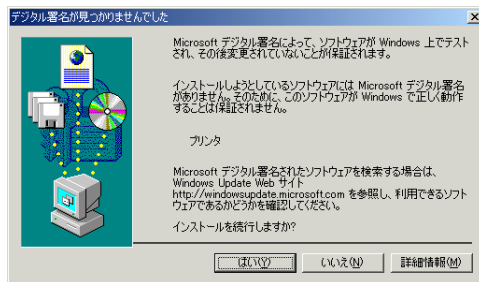 デジタル署名が見つかりませんでした
Microsoft デジタル署名によって、ソフトウェアが Windows 上でテスト
され、その後変更されていないことが保証されます。
インストールしようとしているソフトウェアには Microsoft デジタル署名
がありません。そのために、このソフトウェアが Windows で正しく動作
することは保証されません。
プリンタ
Microsoft デジタル署名されたソフトウェアを検索する場合は、
Windows Update Web サイト
http://windowsupdate.microsoft.com を参照し、利用できるソフト
ウェアであるかどうかを確認してください。
インストールを続行しますか?
はい(Y) いいえ(N) 詳細情報(M)